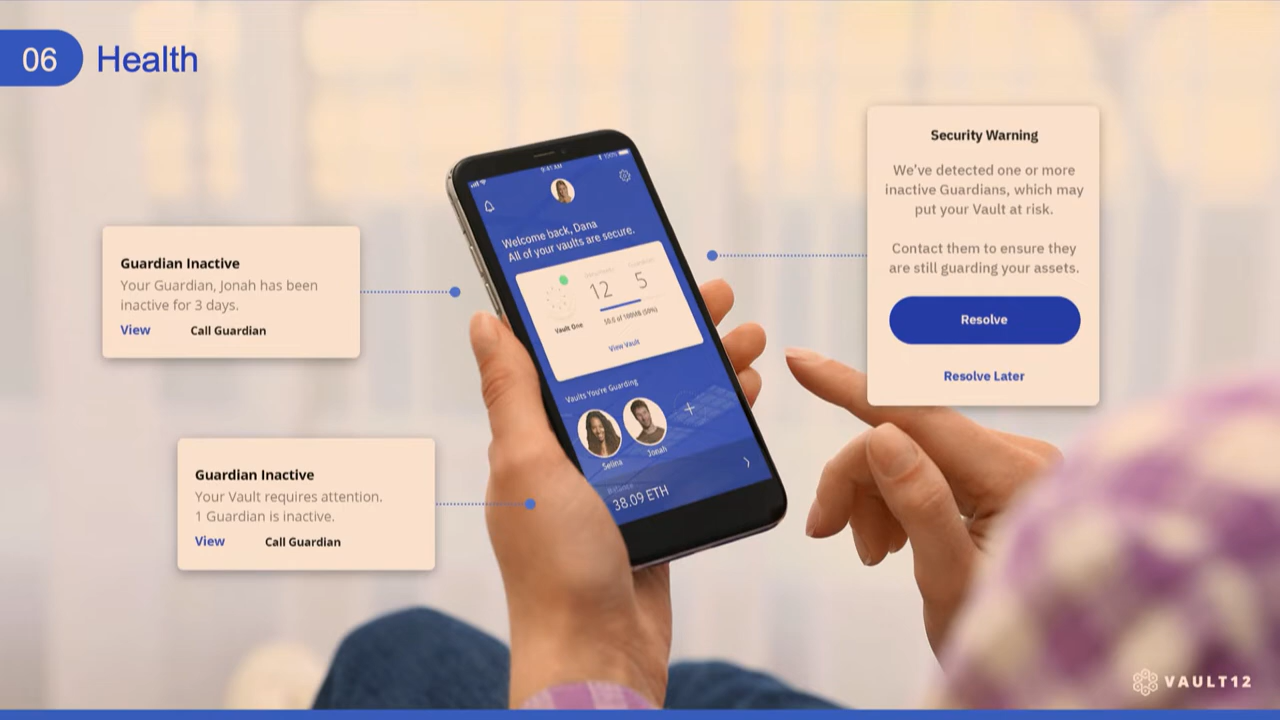 06 Health
Security Warning
We've detected one or more
inactive Guardians, which may
put your Vault at risk.
Contact them to ensure they
are still guarding your assets.
Resolve
Resolve Later
Guardian Inactive
Your Guardian, Jonah has been
inactive for 3 days.
View Call Guardian
Guardian Inactive
Your Vault requires attention.
1 Guardian is inactive.
View Call Guardian
9:41 AM
100%
Welcome back, Dana
All of your vaults are secure.
12 5
Vault One
View Vault
Vaults You're Guarding
Selina Jonah
38.09 ETH
VAULT12